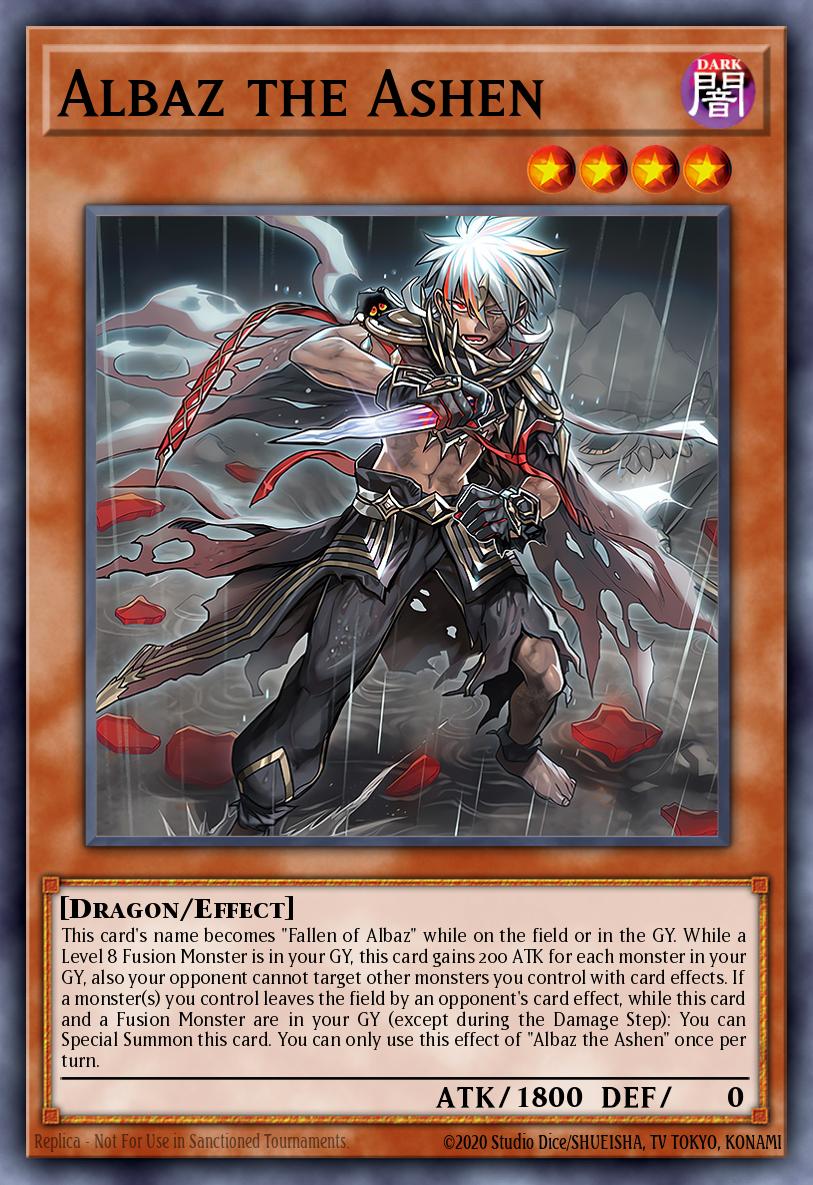 Albaz the Ashen
DARK
闇
[Dragon/Effect]
This card's name becomes "Fallen of Albaz" while on the field or in the GY. While a
Level 8 Fusion Monster is in your GY, this card gains 200 ATK for each monster in your
GY, also your opponent cannot target other monsters you control with card effects. If
a monster(s) you control leaves the field by an opponent's card effect, while this card
and a Fusion Monster are in your GY (except during the Damage Step): You can
Special Summon this card. You can only use this effect of "Albaz the Ashen" once per
turn.
ATK/1800 DEF/ 0
Replica - Not For Use in Sanctioned Tournaments.
©2020 Studio Dice/SHUEISHA, TV TOKYO, KONAMI